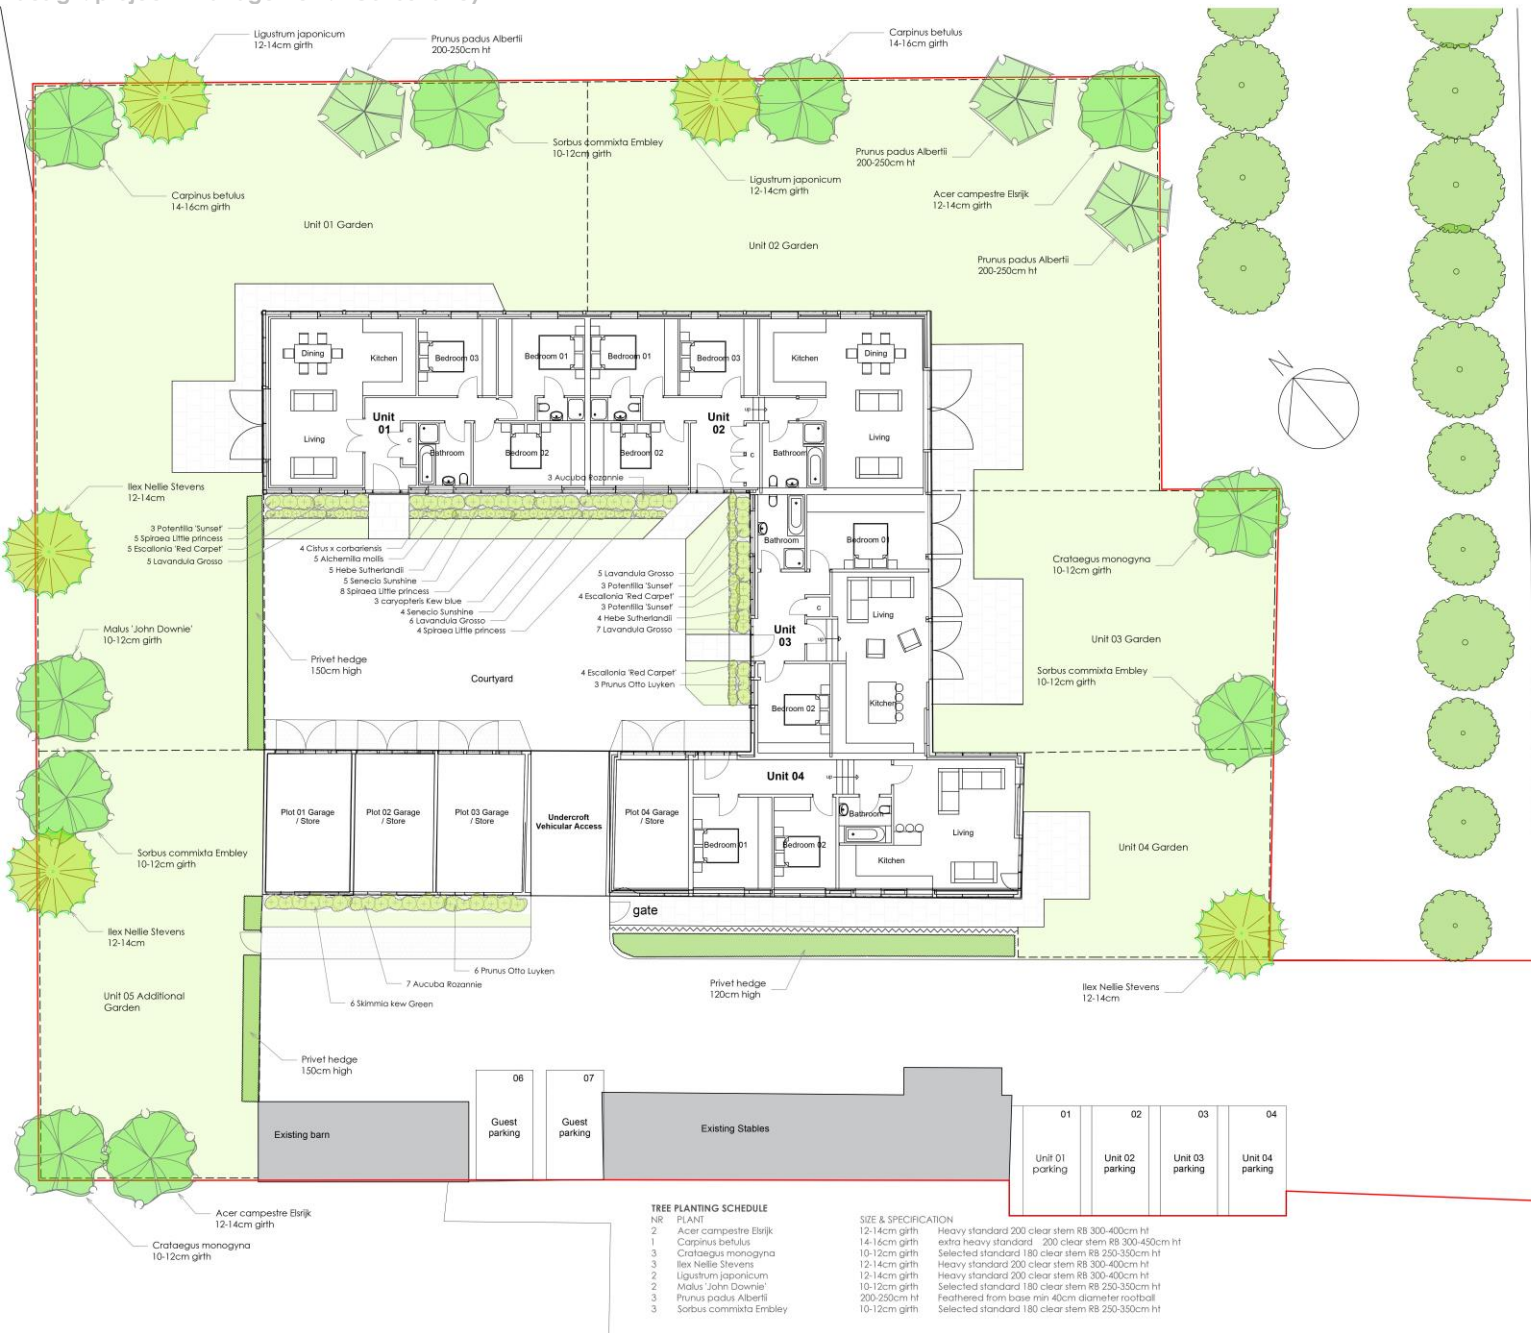 Ligustrum japonicum
12-14cm girth
Prunus padus Albertii
200-250cm ht
Carpinus betulus
14-16cm girth
Sorbus commixta Embley
10-12cm girth
Prunus padus Albertii
200-250cm ht
Ligustrum japonicum
12-14cm girth
Acer campestre Elsrijk
12-14cm girth
Carpinus betulus
14-16cm girth
Unit 01 Garden
Unit 02 Garden
Prunus padus Albertii
200-250cm ht
N
Dining
Kitchen
Bedroom 03
Bedroom 01
Bedroom 01
Bedroom 03
Kitchen
Dining
Unit
01
Unit
02
up
Living
C
Bathroom
Bedroom 02
Bedroom 02
C
Bathroom
Living
3 Aucuba Rozannie
Ilex Nellie Stevens
12-14cm
3 Potentilla 'Sunset'
5 Spiraea Little princess
5 Escallonia 'Red Carpet'
5 Lavandula Grosso
4 Cistus x corbariensis
5 Alchemilla mollis
5 Hebe Sutherlandii
5 Senecio Sunshine
8 Spiraea Little princess
3 caryopteris Kew blue
4 Senecio Sunshine
6 Lavandula Grosso
4 Spiraea Little princess
5 Lavandula Grosso
3 Potentilla 'Sunset'
4 Escallonia 'Red Carpet'
3 Potentilla 'Sunset'
4 Hebe Sutherlandii
7 Lavandula Grosso
Bathroom
Bedroom 01
Crataegus monogyna
10-12cm girth
Living
C
Unit
03
up
Unit 03 Garden
Malus 'John Downie'
10-12cm girth
Privet hedge
150cm high
Courtyard
4 Escallonia 'Red Carpet'
3 Prunus Otto Luyken
Sorbus commixta Embley
10-12cm girth
Bedroom 02
Kitchen
Unit 04
up
Plot 01 Garage
/ Store
Plot 02 Garage
/ Store
Plot 03 Garage
/ Store
Undercroft
Vehicular Access
Plot 04 Garage
/ Store
Bathroom
Living
Bedroom 01
Bedroom 02
Kitchen
Unit 04 Garden
Sorbus commixta Embley
10-12cm girth
gate
Ilex Nellie Stevens
12-14cm
6 Prunus Otto Luyken
7 Aucuba Rozannie
6 Skimmia kew Green
Privet hedge
120cm high
Ilex Nellie Stevens
12-14cm
Unit 05 Additional
Garden
Privet hedge
150cm high
06
07
Guest
parking
Guest
parking
Existing barn
Existing Stables
01
02
03
04
Unit 01
parking
Unit 02
parking
Unit 03
parking
Unit 04
parking
Acer campestre Elsrijk
12-14cm girth
Crataegus monogyna
10-12cm girth
TREE PLANTING SCHEDULE
NR PLANT SIZE & SPECIFICATION
2 Acer campestre Elsrijk 12-14cm girth Heavy standard 200 clear stem RB 300-400cm ht
1 Carpinus betulus 14-16cm girth extra heavy standard 200 clear stem RB 300-450cm ht
3 Crataegus monogyna 10-12cm girth Selected standard 180 clear stem RB 250-350cm ht
3 Ilex Nellie Stevens 12-14cm girth Heavy standard 200 clear stem RB 300-400cm ht
2 Ligustrum japonicum 12-14cm girth Heavy standard 200 clear stem RB 300-400cm ht
2 Malus 'John Downie' 10-12cm girth Selected standard 180 clear stem RB 250-350cm ht
3 Prunus padus Albertii 200-250cm ht Feathered from base min 40cm diameter rootball
3 Sorbus commixta Embley 10-12cm girth Selected standard 180 clear stem RB 250-350cm ht